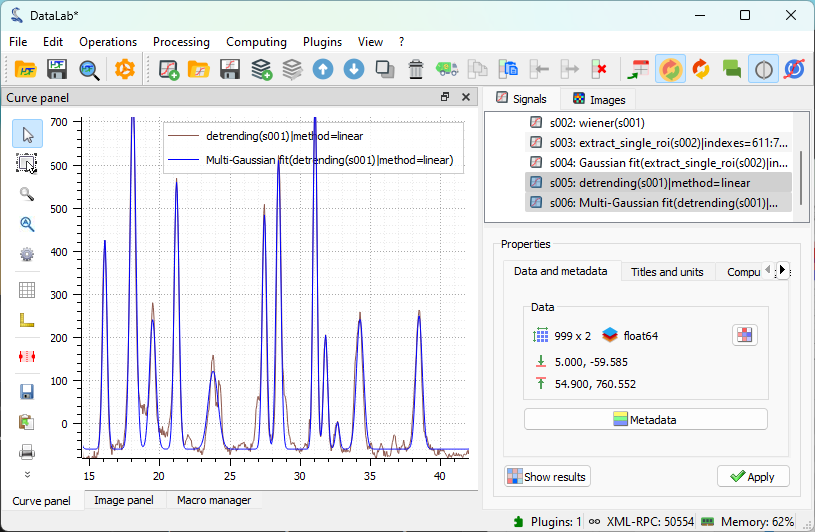 DataLab*
File Edit Operations Processing Computing Plugins View ?
Curve panel
Signals Images
s002: wiener(s001)
s003: extract_single_roi(s002)|indexes=611:7...
s004: Gaussian fit(extract_single_roi(s002)|in...
s005: detrending(s001)|method=linear
s006: Multi-Gaussian fit(detrending(s001)|...
detrending(s001)|method=linear
Multi-Gaussian fit(detrending(s001)|method=linear)
700
600
500
400
300
200
100
0
15 20 25 30 35 40
Properties
Data and metadata Titles and units Compu
Data
999 x 2 float64
5.000, -59.585
54.900, 760.552
Metadata
Show results Apply
Curve panel Image panel Macro manager
Plugins: 1 XML-RPC: 50554 Memory: 62%